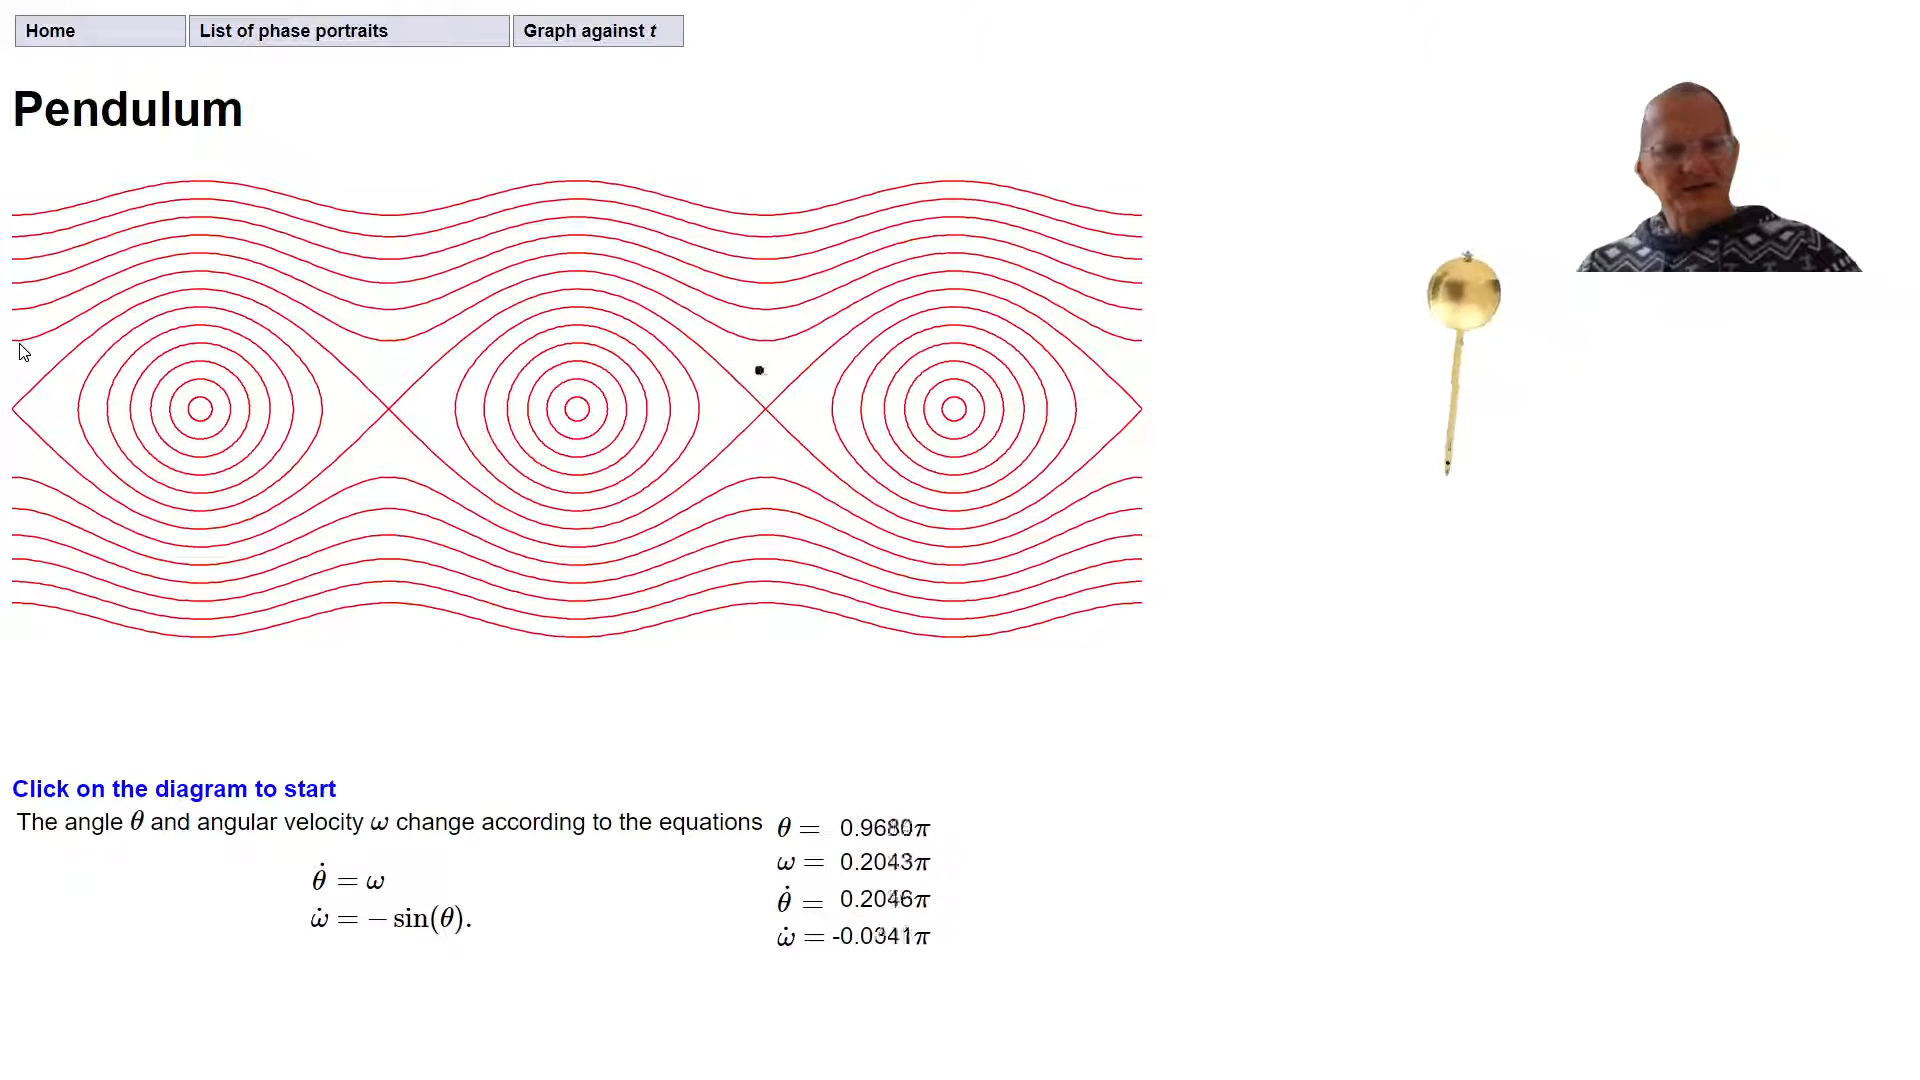 Home
List of phase portraits
Graph against t
Pendulum
Click on the diagram to start
The angle θ and angular velocity ω change according to the equations
θ̇ = ω
ω̇ = − sin(θ).
θ = 0.9680π
ω = 0.2043π
θ̇ = 0.2046π
ω̇ = -0.0341π